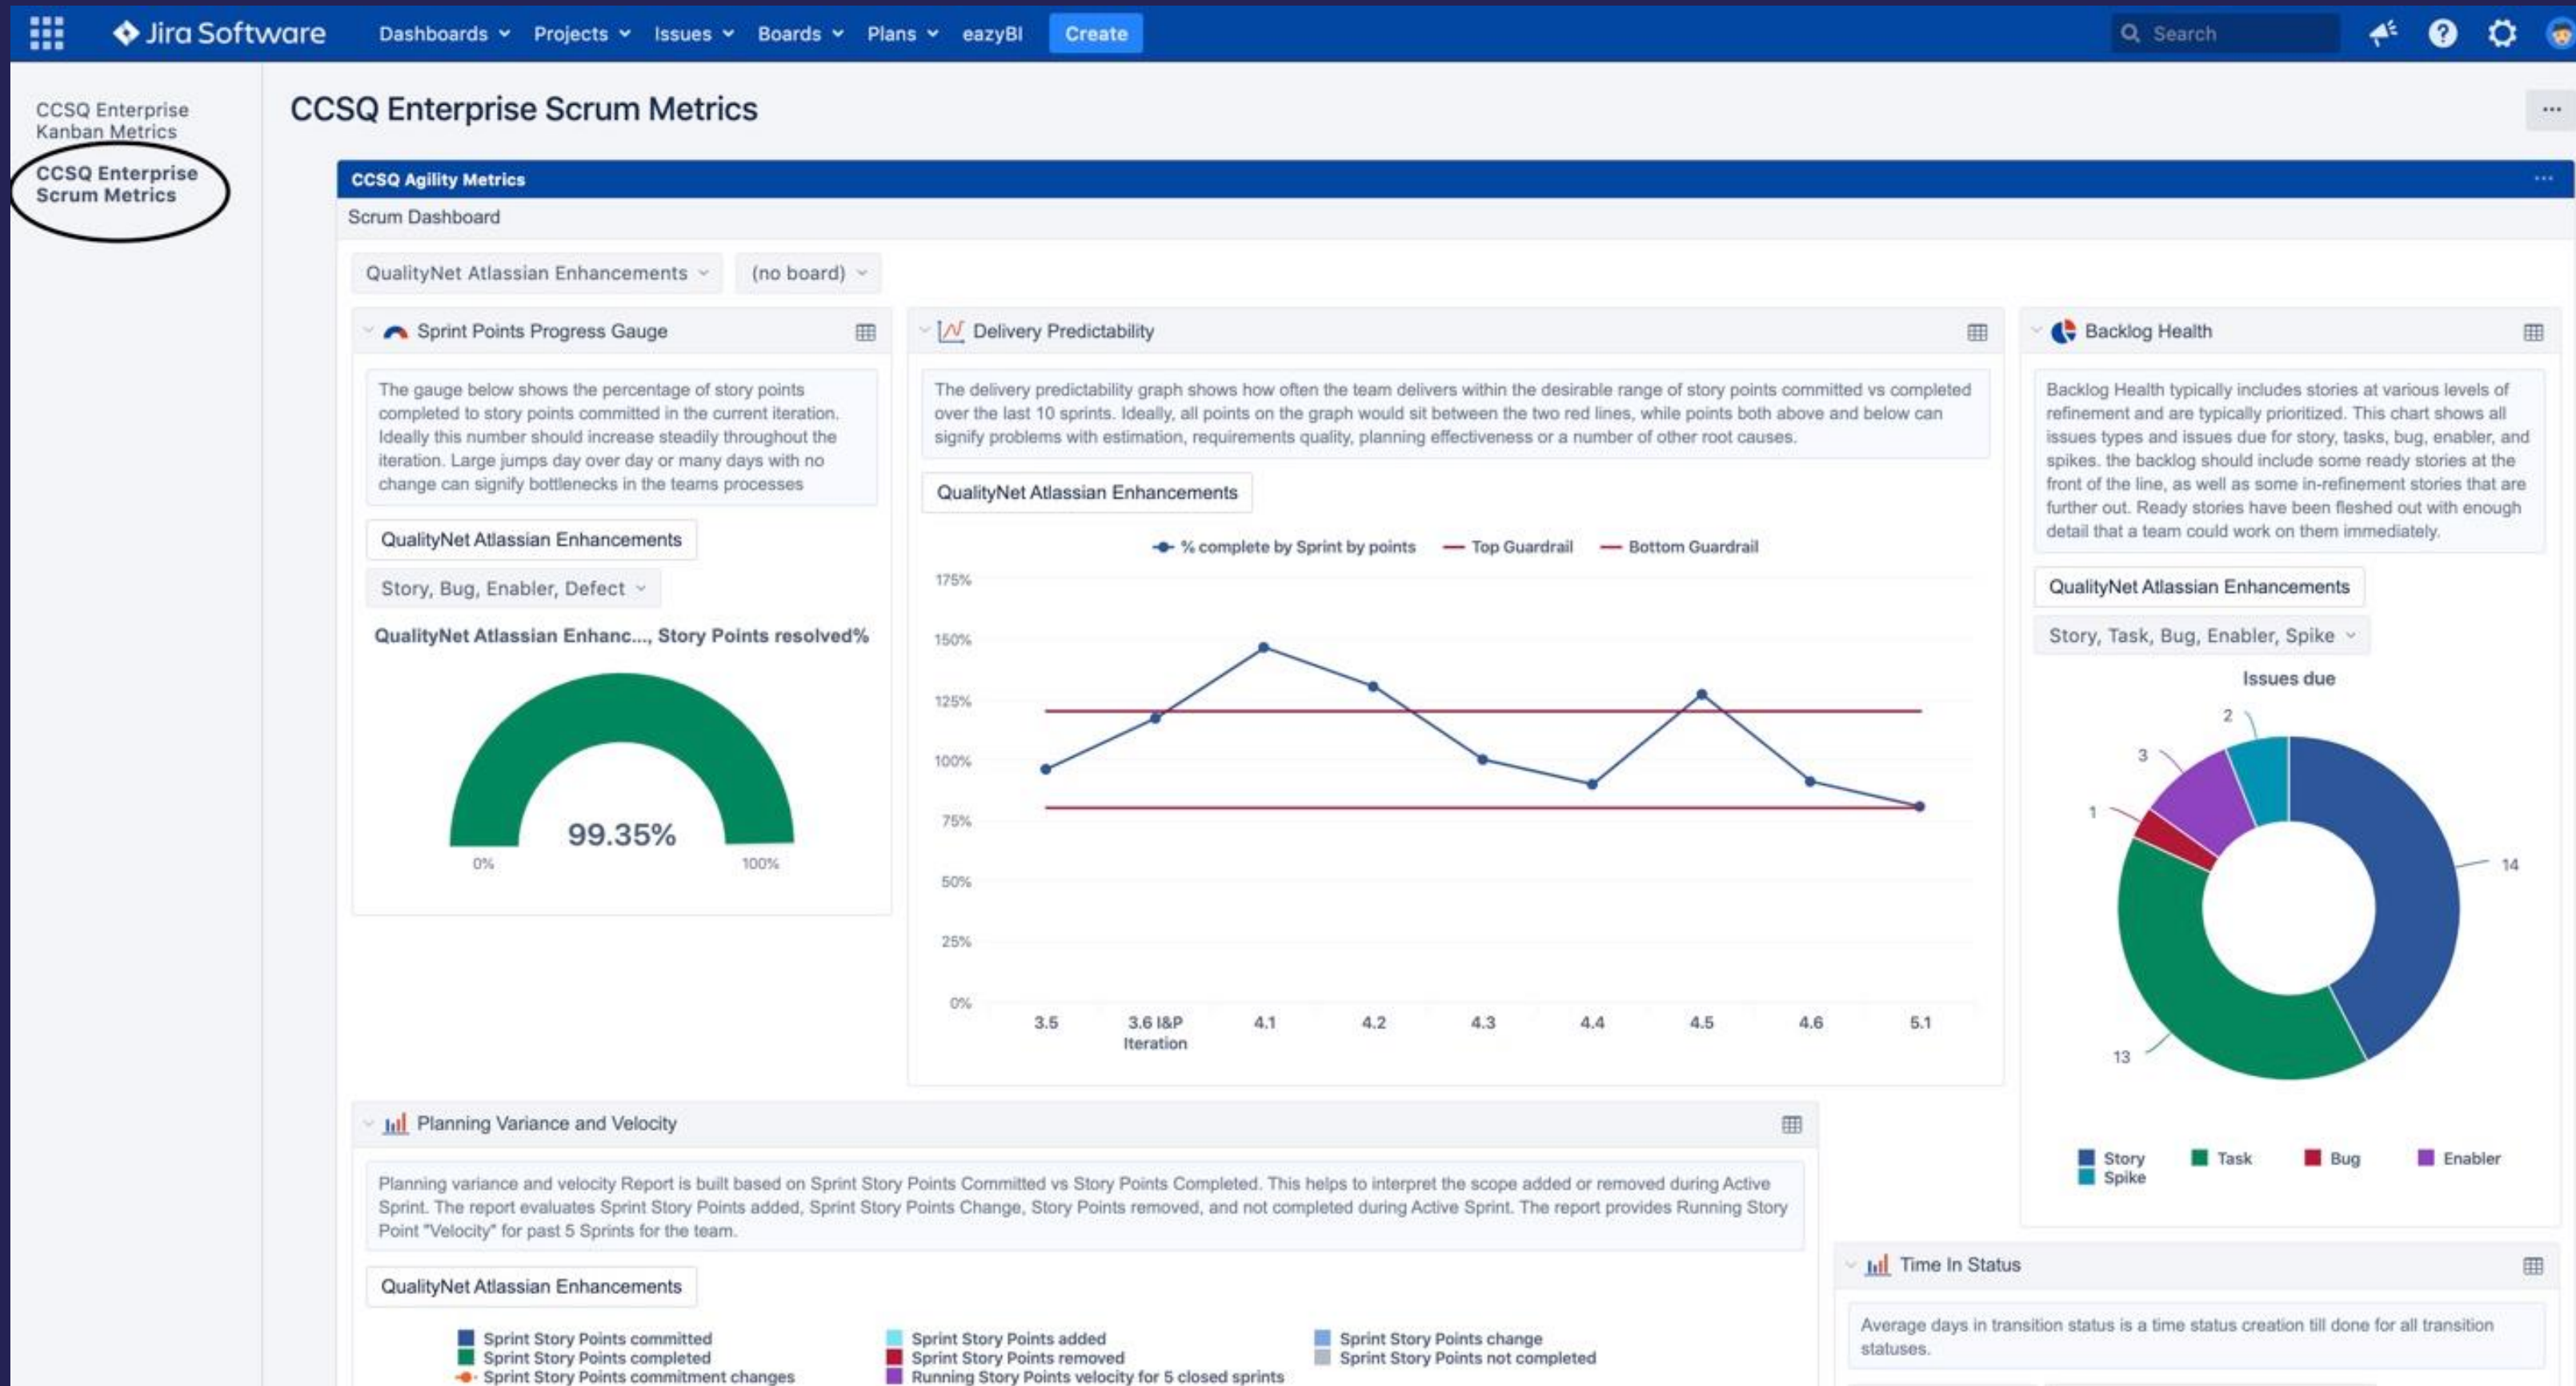 Jira Software
Dashboards
Projects
Issues
Boards
Plans
eazyBI
Create
Search
CCSQ Enterprise
Kanban Metrics
CCSQ Enterprise
Scrum Metrics
CCSQ Enterprise Scrum Metrics
CCSQ Agility Metrics
Scrum Dashboard
QualityNet Atlassian Enhancements
(no board)
Sprint Points Progress Gauge
The gauge below shows the percentage of story points
completed to story points committed in the current iteration.
Ideally this number should increase steadily throughout the
iteration. Large jumps day over day or many days with no
change can signify bottlenecks in the teams processes
QualityNet Atlassian Enhancements
Story, Bug, Enabler, Defect
QualityNet Atlassian Enhanc..., Story Points resolved%
99.35%
0%
100%
Delivery Predictability
The delivery predictability graph shows how often the team delivers within the desirable range of story points committed vs completed
over the last 10 sprints. Ideally, all points on the graph would sit between the two red lines, while points both above and below can
signify problems with estimation, requirements quality, planning effectiveness or a number of other root causes.
QualityNet Atlassian Enhancements
% complete by Sprint by points
Top Guardrail
Bottom Guardrail
175%
150%
125%
100%
75%
50%
25%
0%
3.5
3.6 I&P
Iteration
4.1
4.2
4.3
4.4
4.5
4.6
5.1
Backlog Health
Backlog Health typically includes stories at various levels of
refinement and are typically prioritized. This chart shows all
issues types and issues due for story, tasks, bug, enabler, and
spikes. the backlog should include some ready stories at the
front of the line, as well as some in-refinement stories that are
further out. Ready stories have been fleshed out with enough
detail that a team could work on them immediately.
QualityNet Atlassian Enhancements
Story, Task, Bug, Enabler, Spike
Issues due
2
3
1
14
13
Story
Task
Bug
Enabler
Spike
Planning Variance and Velocity
Planning variance and velocity Report is built based on Sprint Story Points Committed vs Story Points Completed. This helps to interpret the scope added or removed during Active
Sprint. The report evaluates Sprint Story Points added, Sprint Story Points Change, Story Points removed, and not completed during Active Sprint. The report provides Running Story
Point "Velocity" for past 5 Sprints for the team.
QualityNet Atlassian Enhancements
Sprint Story Points committed
Sprint Story Points added
Sprint Story Points change
Sprint Story Points completed
Sprint Story Points removed
Sprint Story Points not completed
Sprint Story Points commitment changes
Running Story Points velocity for 5 closed sprints
Time In Status
Average days in transition status is a time status creation till done for all transition
statuses.